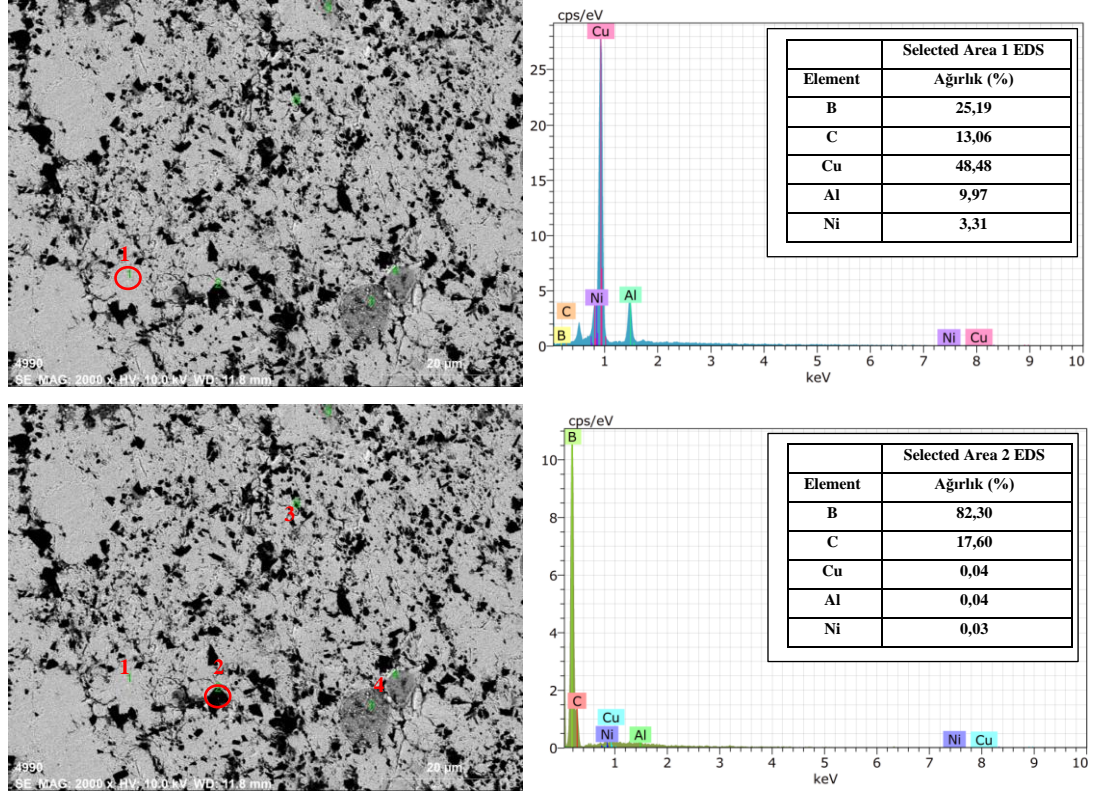 1
4990
20 µm
SE MAG: 2000 x HV: 10.0 kV WD: 11.8 mm
cps/eV
Cu
25
20
15
10
5
0
C
B
Ni
Al
Ni
Cu
1 2 3 4 5 6 7 8 9 10
keV
Selected Area 1 EDS
Element Ağırlık (%)
B 25,19
C 13,06
Cu 48,48
Al 9,97
Ni 3,31
3
1
2
4
4990
20 µm
SE MAG: 2000 x HV: 10.0 kV WD: 11.8 mm
cps/eV
B
10
8
6
4
2
0
C
Cu
Ni
Al
Ni
Cu
1 2 3 4 5 6 7 8 9 10
keV
Selected Area 2 EDS
Element Ağırlık (%)
B 82,30
C 17,60
Cu 0,04
Al 0,04
Ni 0,03